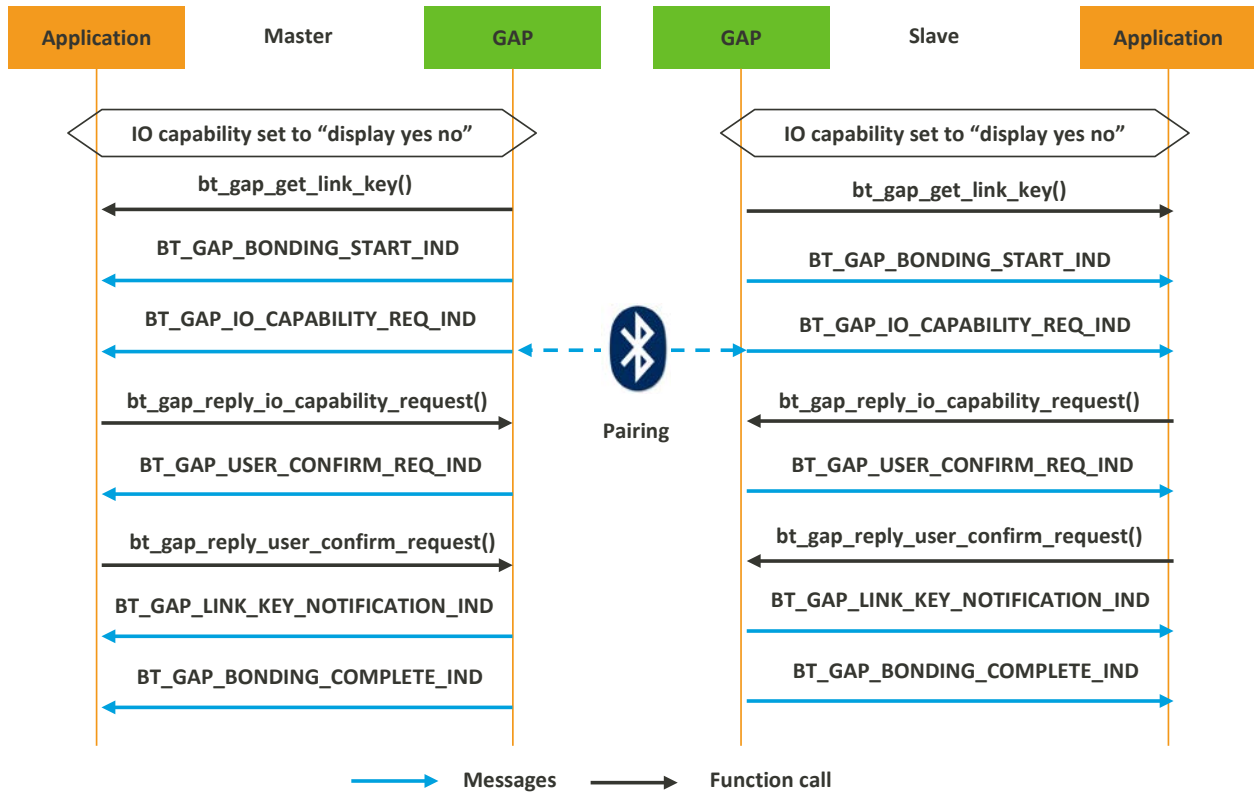 Application Master GAP GAP Slave Application
IO capability set to “display yes no” IO capability set to “display yes no”
bt_gap_get_link_key() bt_gap_get_link_key()
BT_GAP_BONDING_START_IND BT_GAP_BONDING_START_IND
BT_GAP_IO_CAPABILITY_REQ_IND BT_GAP_IO_CAPABILITY_REQ_IND
bt_gap_reply_io_capability_request() bt_gap_reply_io_capability_request()
Pairing
BT_GAP_USER_CONFIRM_REQ_IND BT_GAP_USER_CONFIRM_REQ_IND
bt_gap_reply_user_confirm_request() bt_gap_reply_user_confirm_request()
BT_GAP_LINK_KEY_NOTIFICATION_IND BT_GAP_LINK_KEY_NOTIFICATION_IND
BT_GAP_BONDING_COMPLETE_IND BT_GAP_BONDING_COMPLETE_IND
Messages Function call